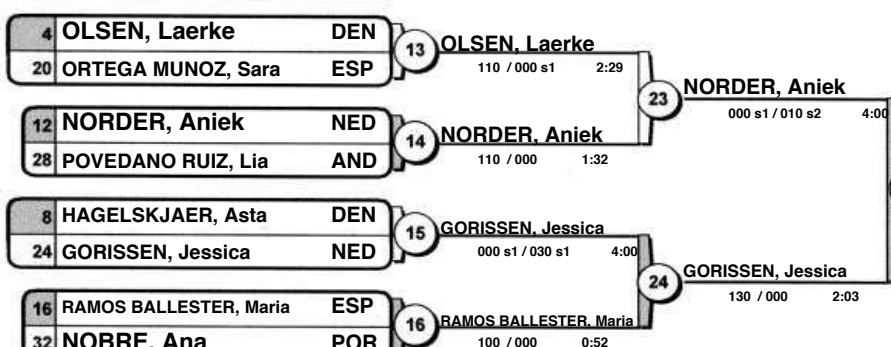 4 OLSEN, Laerke DEN
20 ORTEGA MUNOZ, Sara ESP
13 OLSEN, Laerke
110 / 000 s1 2:29
12 NORDER, Aniek NED
28 POVEDANO RUIZ, Lia AND
14 NORDER, Aniek
110 / 000 1:32
23 NORDER, Aniek
000 s1 / 010 s2 4:00
8 HAGELSKJAER, Asta DEN
24 GORISSEN, Jessica NED
15 GORISSEN, Jessica
000 s1 / 030 s1 4:00
16 RAMOS BALLESTER, Maria ESP
32 NOBRE, Ana POR
16 RAMOS BALLESTER, Maria
100 / 000 0:52
24 GORISSEN, Jessica
130 / 000 2:03